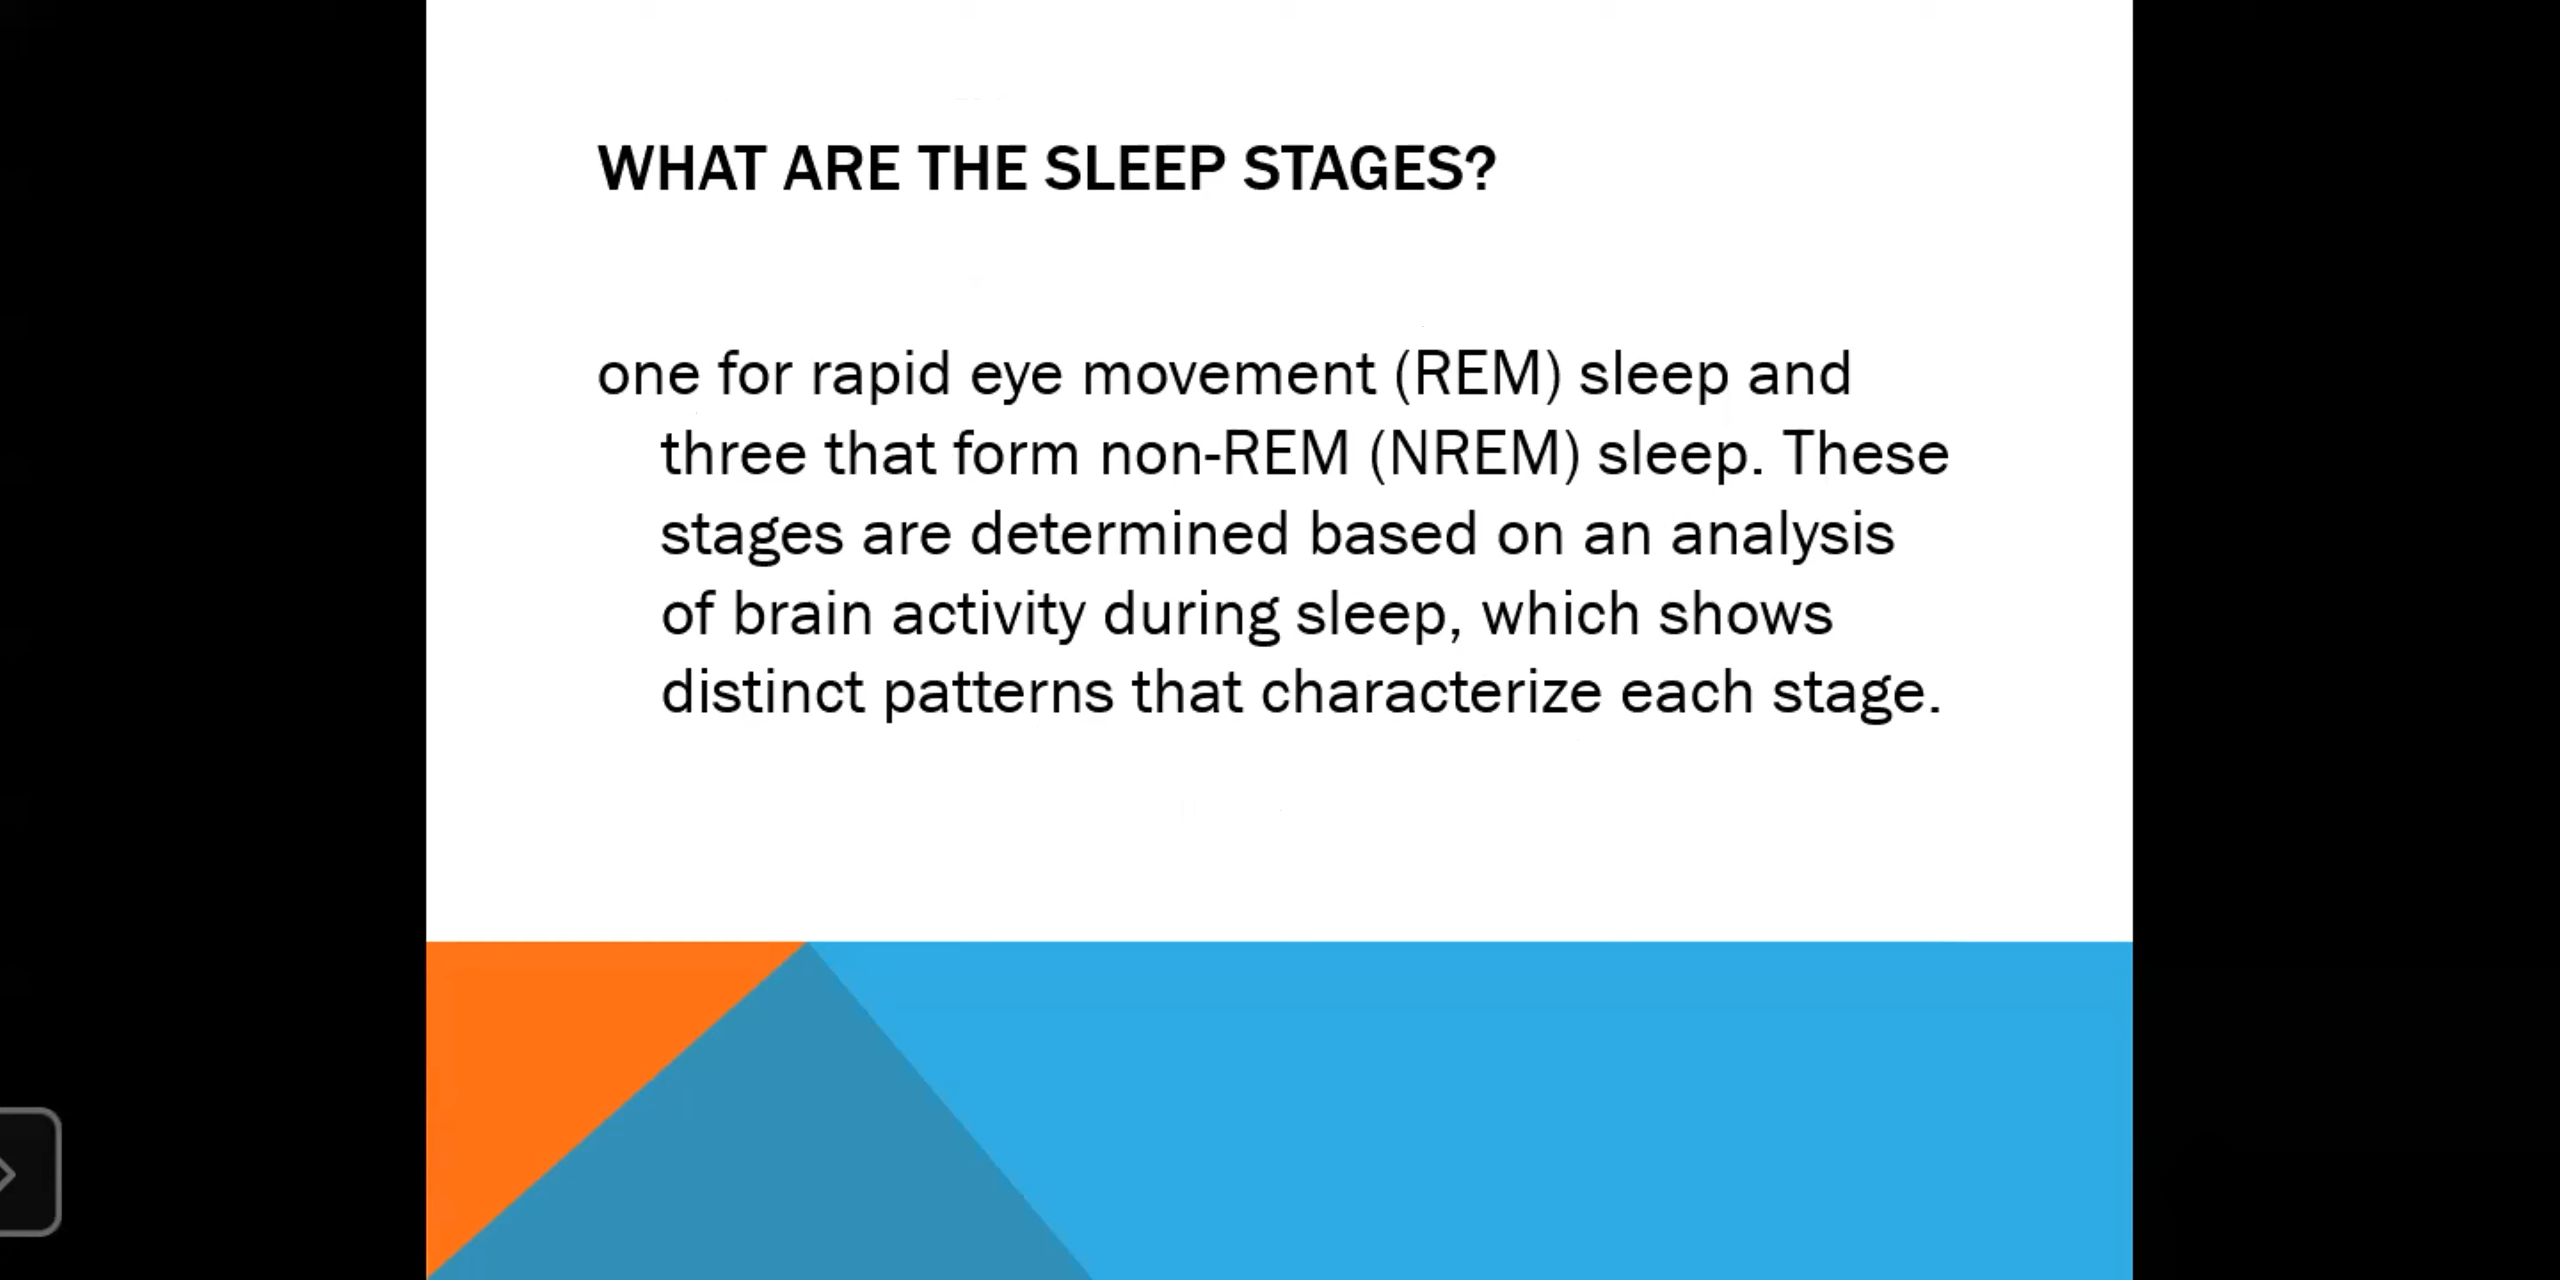 WHAT ARE THE SLEEP STAGES?
one for rapid eye movement (REM) sleep and
three that form non-REM (NREM) sleep. These
stages are determined based on an analysis
of brain activity during sleep, which shows
distinct patterns that characterize each stage.